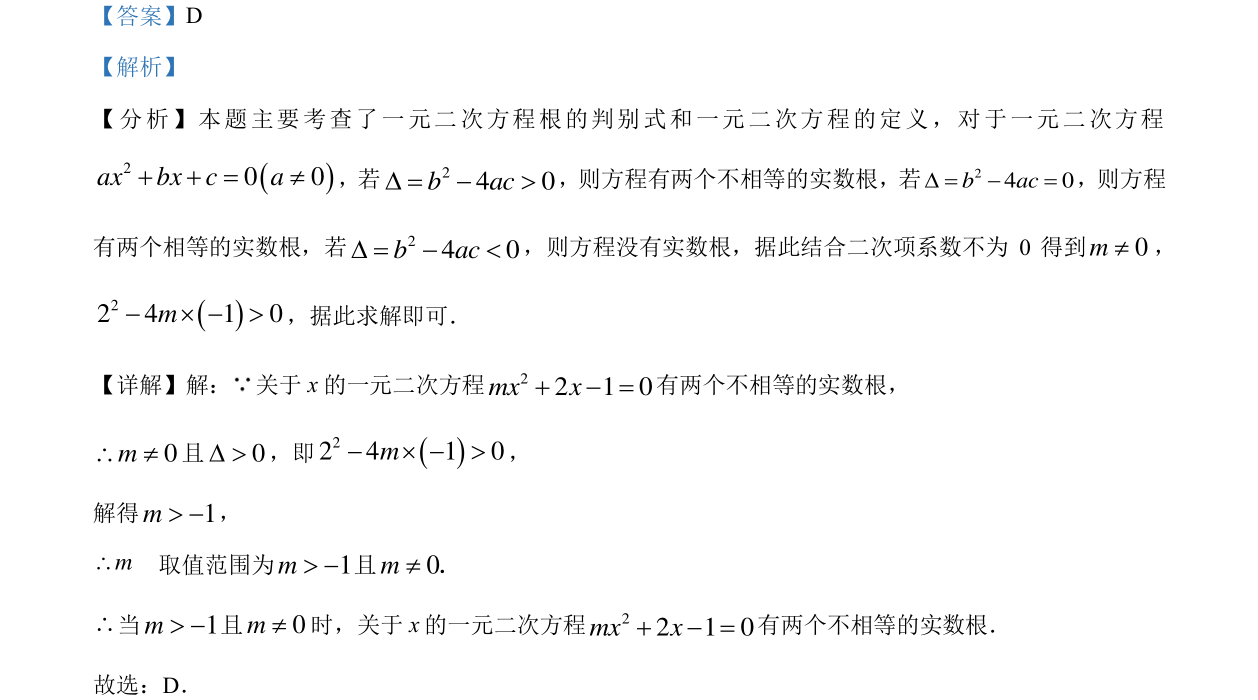 【答案】D
【解析】
【分析】本题主要考查了一元二次方程根的判别式和一元二次方程的定义，对于一元二次方程
ax²+bx+c=0(a≠0)，若Δ=b²−4ac>0，则方程有两个不相等的实数根，若Δ=b²−4ac=0，则方程
有两个相等的实数根，若Δ=b²−4ac<0，则方程没有实数根，据此结合二次项系数不为 0 得到m≠0，
2²−4m×(−1)>0，据此求解即可．
【详解】解：∵关于 x 的一元二次方程mx²+2x−1=0有两个不相等的实数根，
∴m≠0且Δ>0，即2²−4m×(−1)>0，
解得m>−1，
∴m 取值范围为m>−1且m≠0.
∴当m>−1且m≠0时，关于 x 的一元二次方程mx²+2x−1=0有两个不相等的实数根．
故选：D．